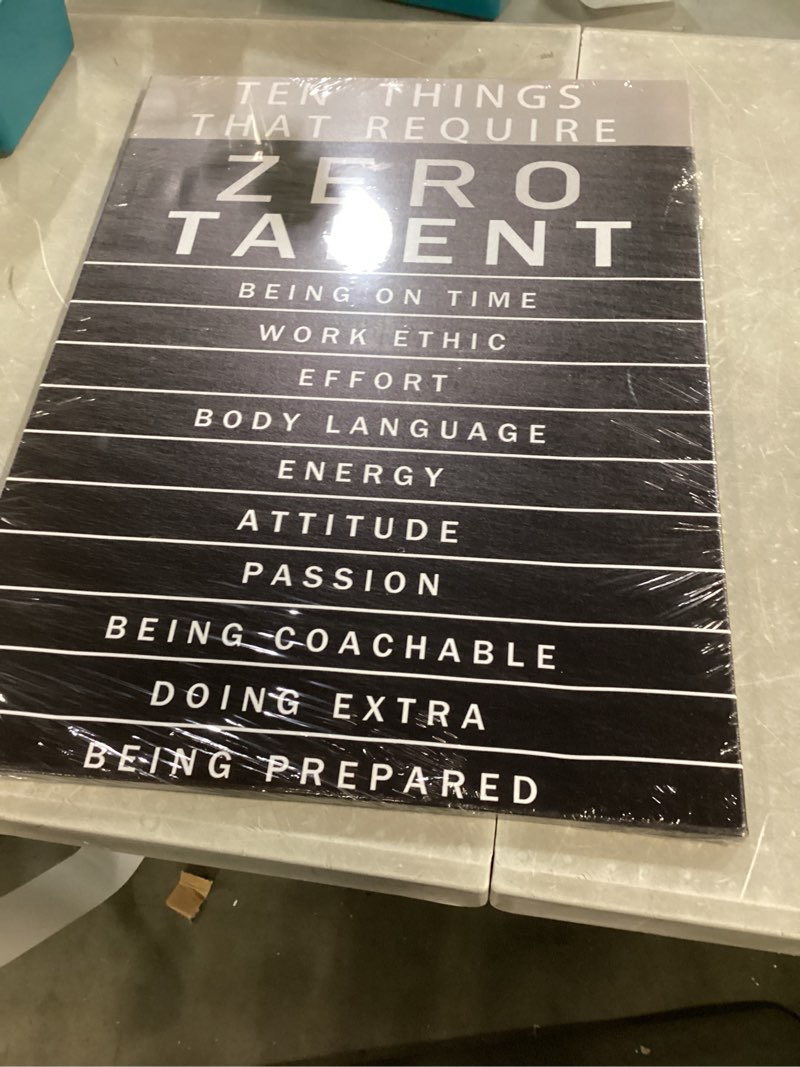 TEN THINGS
THAT REQUIRE
ZERO
TALENT
BEING ON TIME
WORK ETHIC
EFFORT
BODY LANGUAGE
ENERGY
ATTITUDE
PASSION
BEING COACHABLE
DOING EXTRA
BEING PREPARED